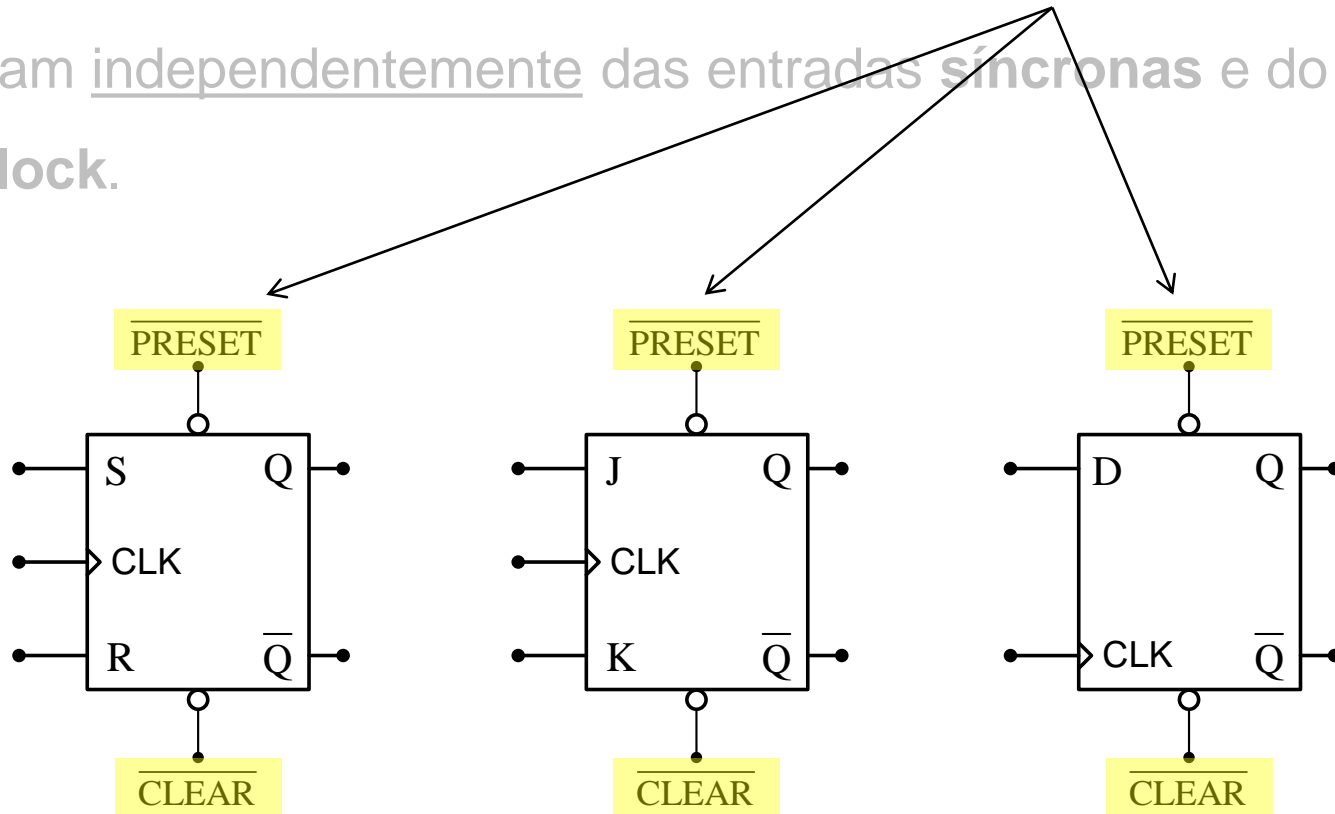 am independentemente das entradas síncronas e do
lock.
PRESET PRESET PRESET
S Q J Q D Q
CLK CLK
R Q K Q CLK Q
CLEAR CLEAR CLEAR